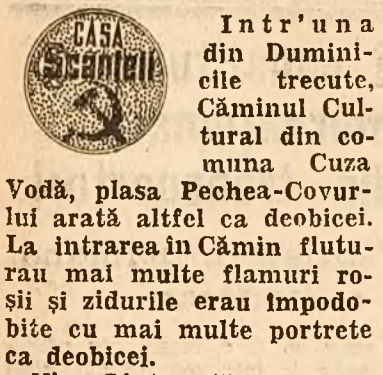 CASA
Scânteii
Intr'una
din Dumini-
cile trecute,
Căminul Cul-
tural din co-
muna Cuza
Vodă, plasa Pechea-Covur-
lui arată altfel ca deobicei.
La intrarea în Cămin flutu-
rau mai multe flamuri ro-
șii și zidurile erau împodo-
bite cu mai multe portrete
ca deobicei.